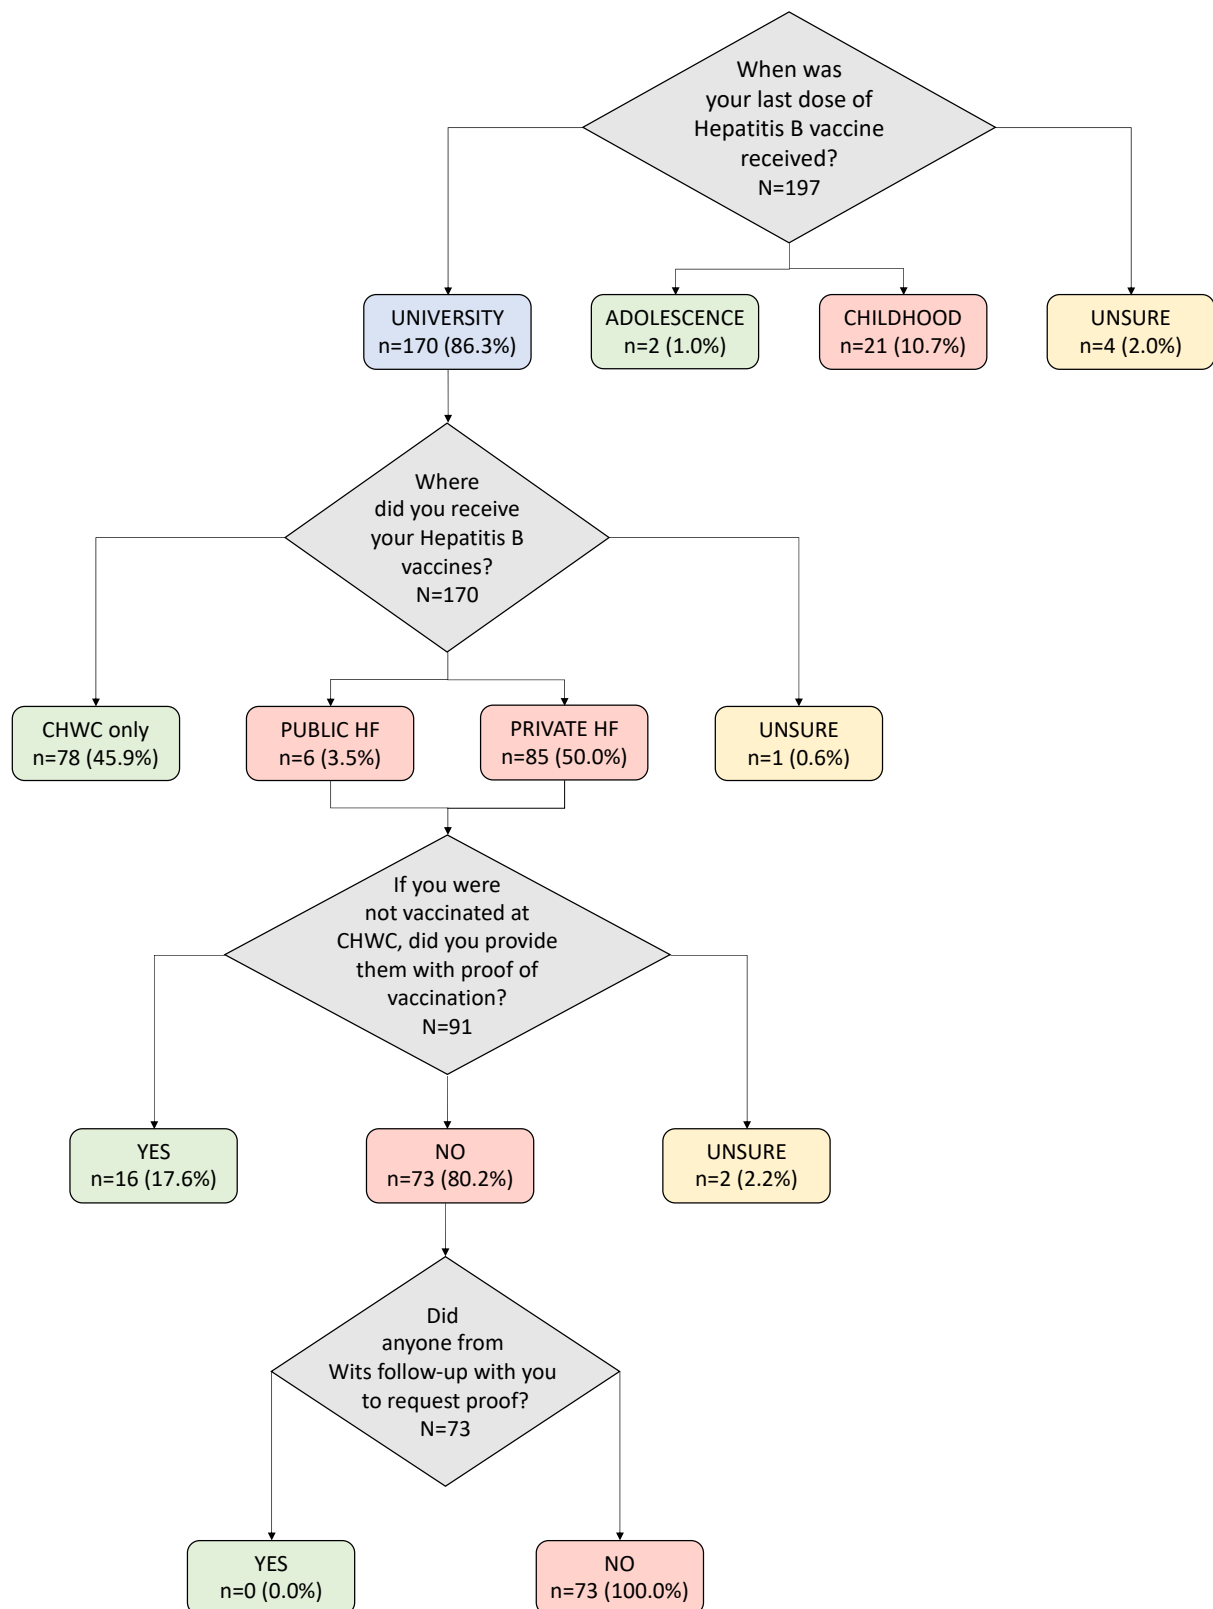 When was
your last dose of
Hepatitis B vaccine
received?
N=197
UNIVERSITY
n=170 (86.3%)
ADOLESCENCE
n=2 (1.0%)
CHILDHOOD
n=21 (10.7%)
UNSURE
n=4 (2.0%)
Where
did you receive
your Hepatitis B
vaccines?
N=170
CHWC only
n=78 (45.9%)
PUBLIC HF
n=6 (3.5%)
PRIVATE HF
n=85 (50.0%)
UNSURE
n=1 (0.6%)
If you were
not vaccinated at
CHWC, did you provide
them with proof of
vaccination?
N=91
YES
n=16 (17.6%)
NO
n=73 (80.2%)
UNSURE
n=2 (2.2%)
Did
anyone from
Wits follow-up with you
to request proof?
N=73
YES
n=0 (0.0%)
NO
n=73 (100.0%)